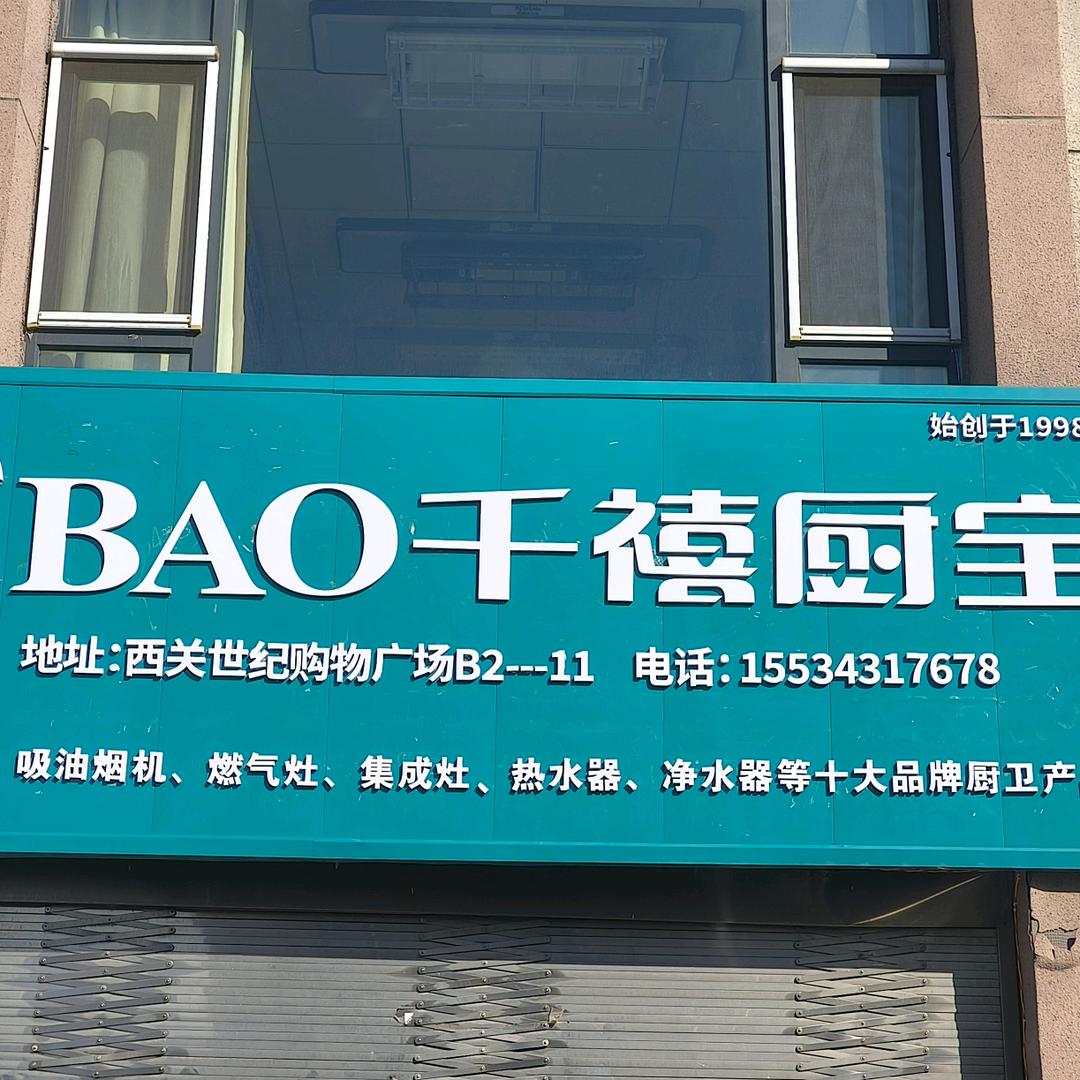 始创于1998
BAO千禧厨宝
地址：西关世纪购物广场B2---11 电话：15534317678
吸油烟机、燃气灶、集成灶、热水器、净水器等十大品牌厨卫产